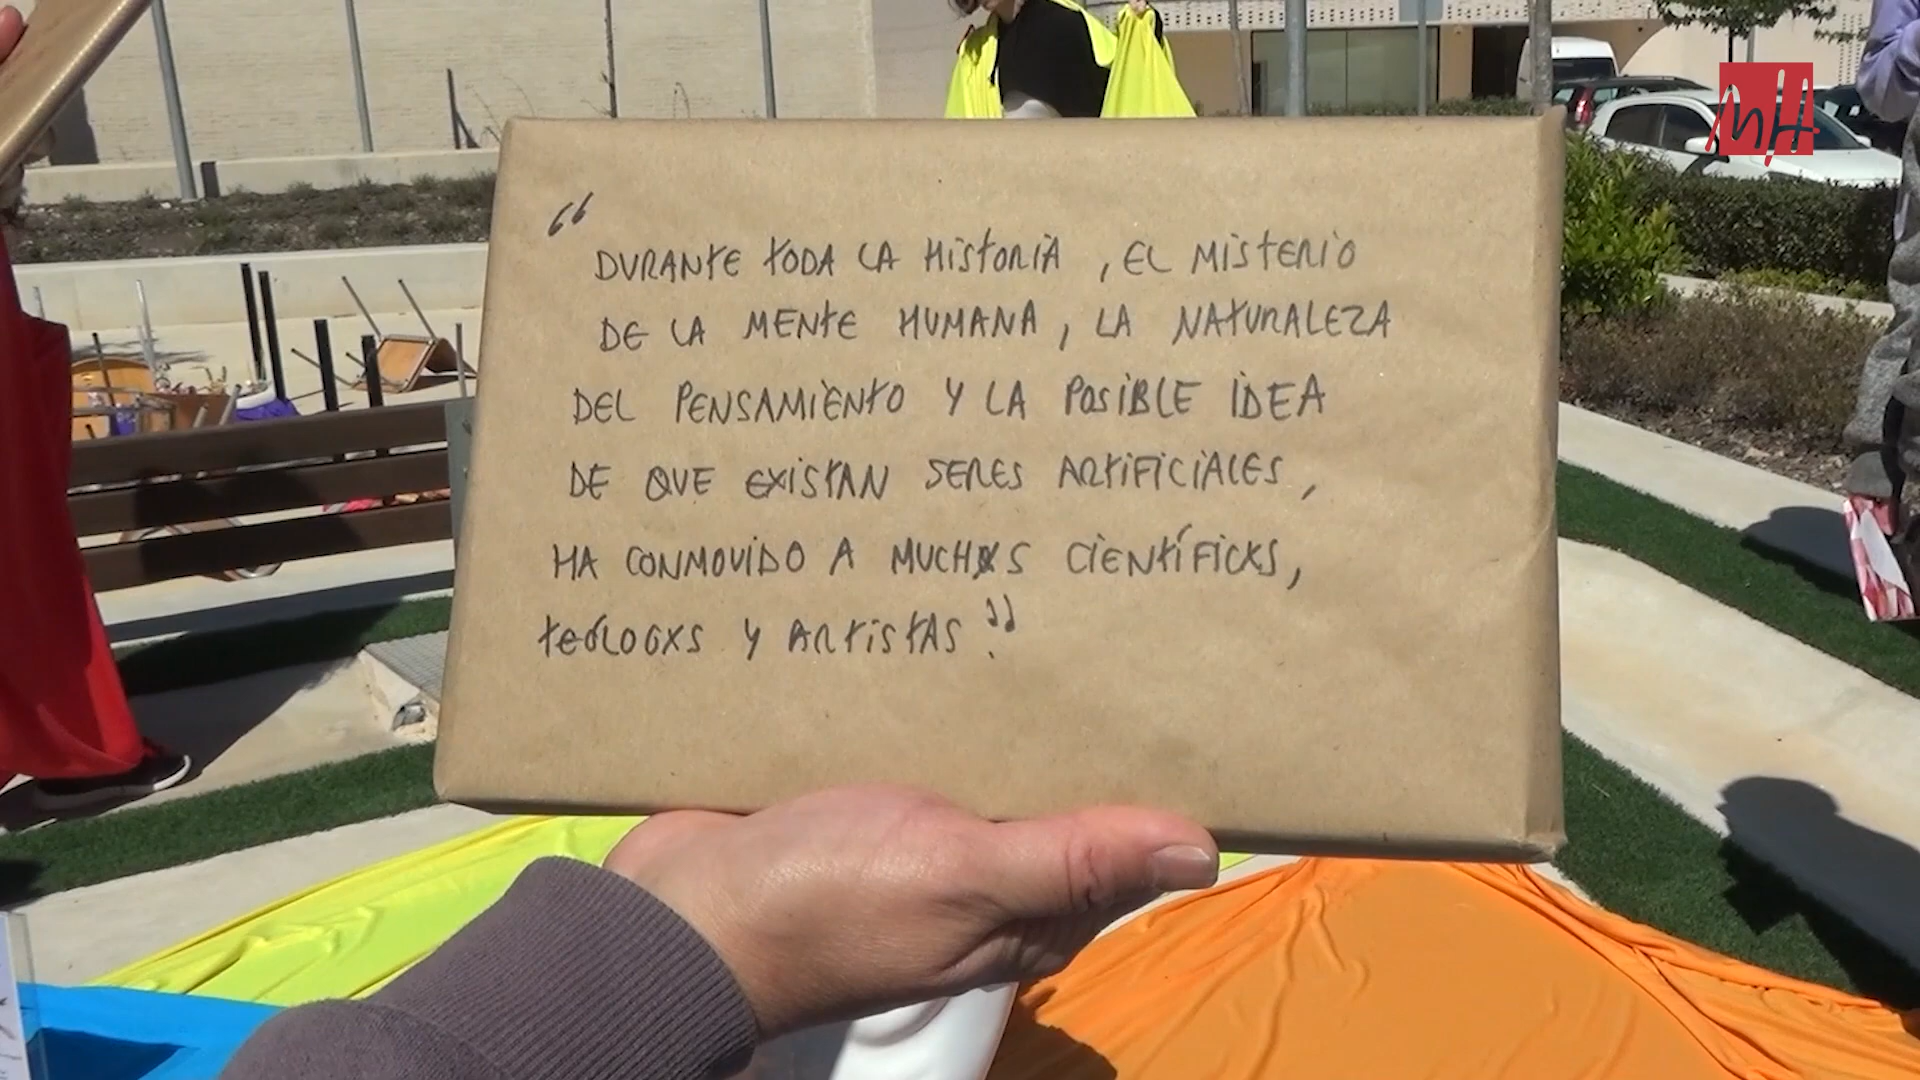 “DURANTE TODA LA HISTORIA, EL MISTERIO
DE LA MENTE HUMANA, LA NATURALEZA
DEL PENSAMIENTO Y LA POSIBLE IDEA
DE QUE EXISTAN SERES ARTIFICIALES,
HA CONMOVIDO A MUCHXS CIENTÍFICXS,
TEÓLOGXS Y ARTISTAS.”
MH